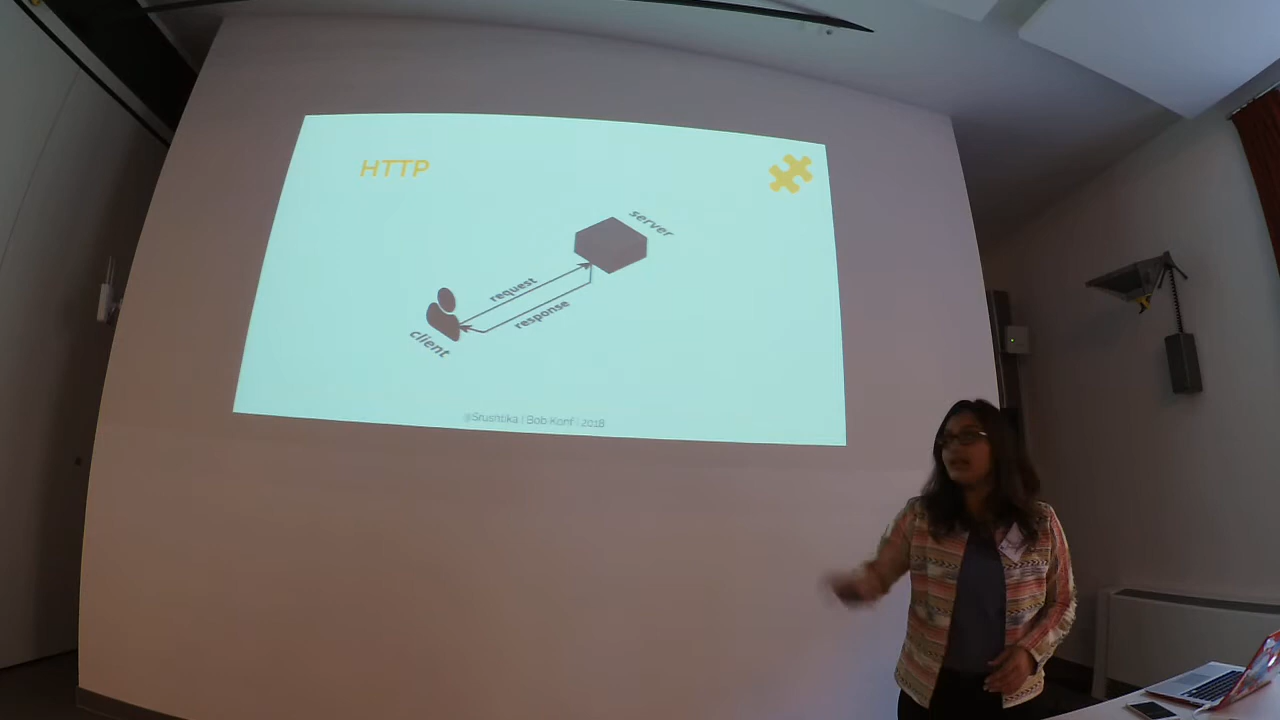 HTTP
server
request
response
client
@Srushtika | Bob Konf | 2018